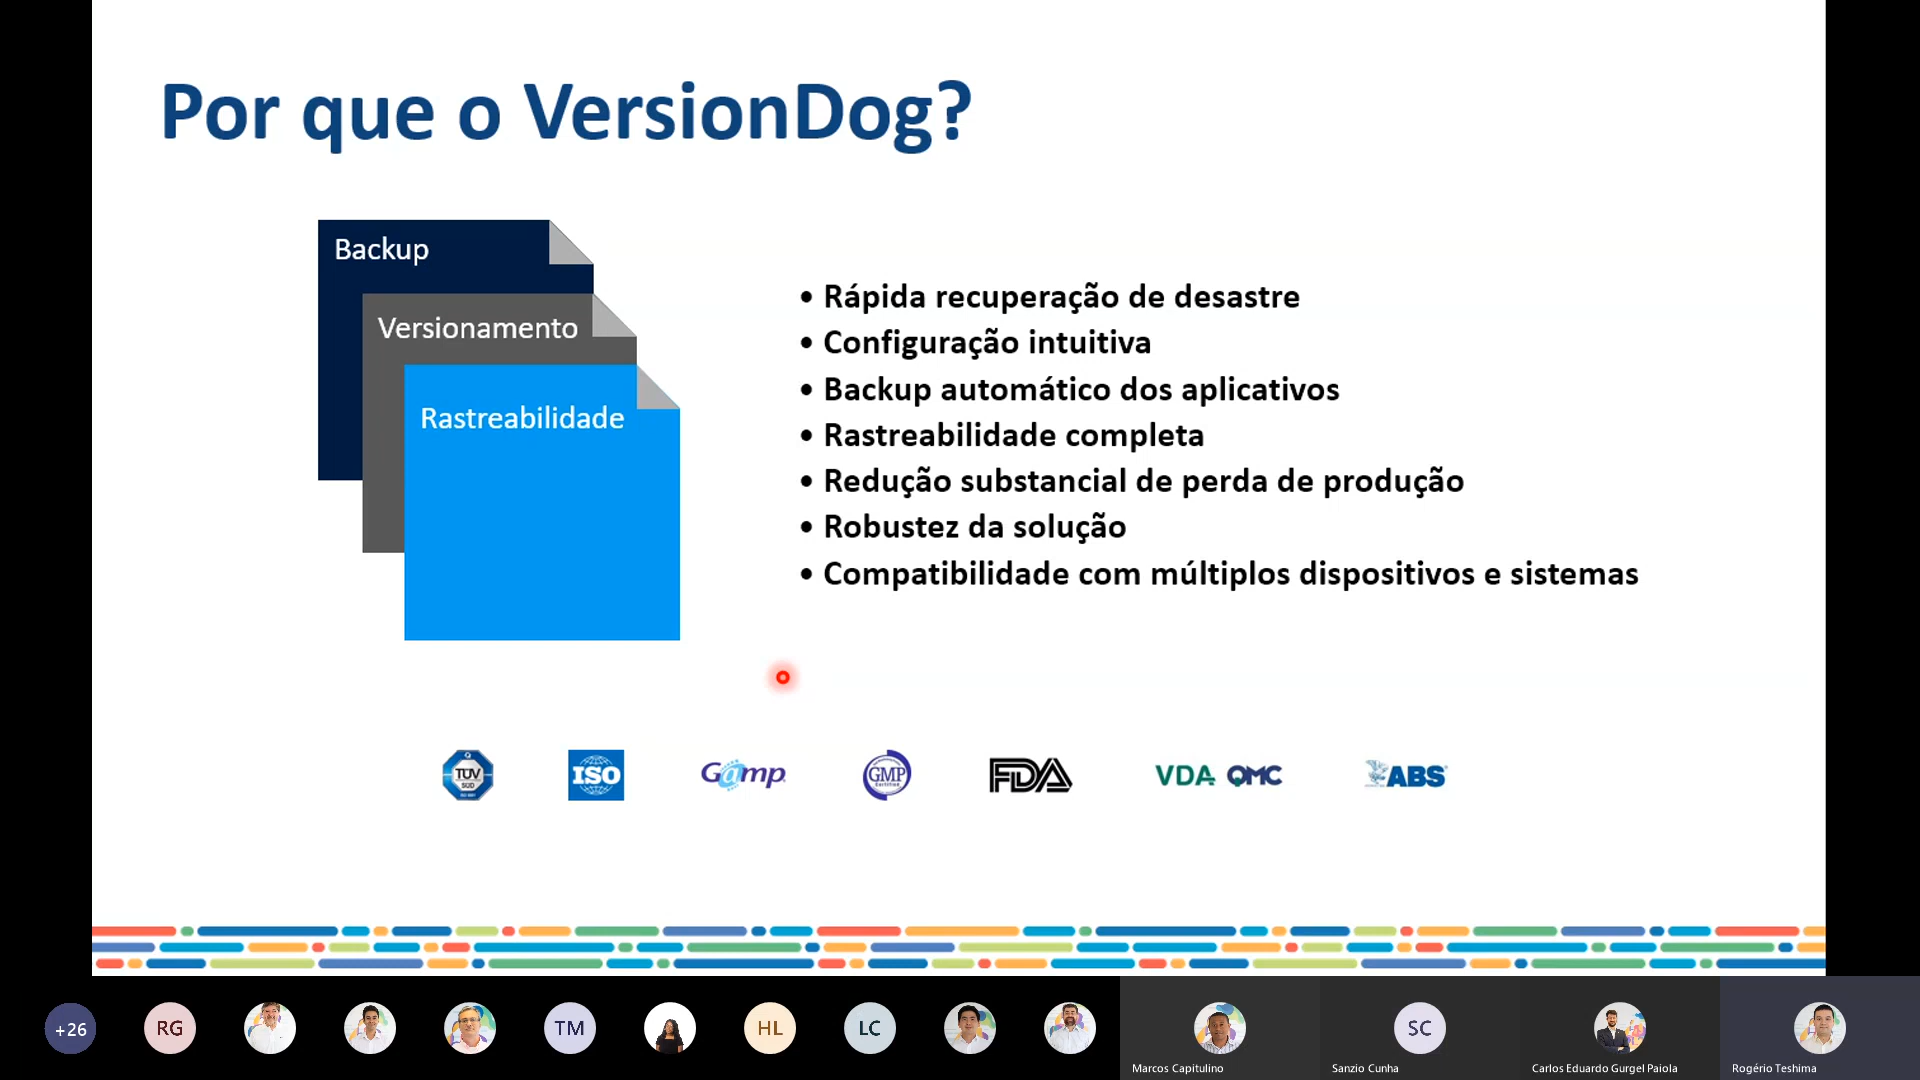 Por que o VersionDog?
Backup
Versionamento
Rastreabilidade
• Rápida recuperação de desastre
• Configuração intuitiva
• Backup automático dos aplicativos
• Rastreabilidade completa
• Redução substancial de perda de produção
• Robustez da solução
• Compatibilidade com múltiplos dispositivos e sistemas
TÜV
SÜD
ISO
G@mp
GMP
FDA
VDA QMC
ABS
+26
RG
TM
HL
LC
SC
Marcos Capitulino
Sanzio Cunha
Carlos Eduardo Gurgel Paiola
Rogério Teshima